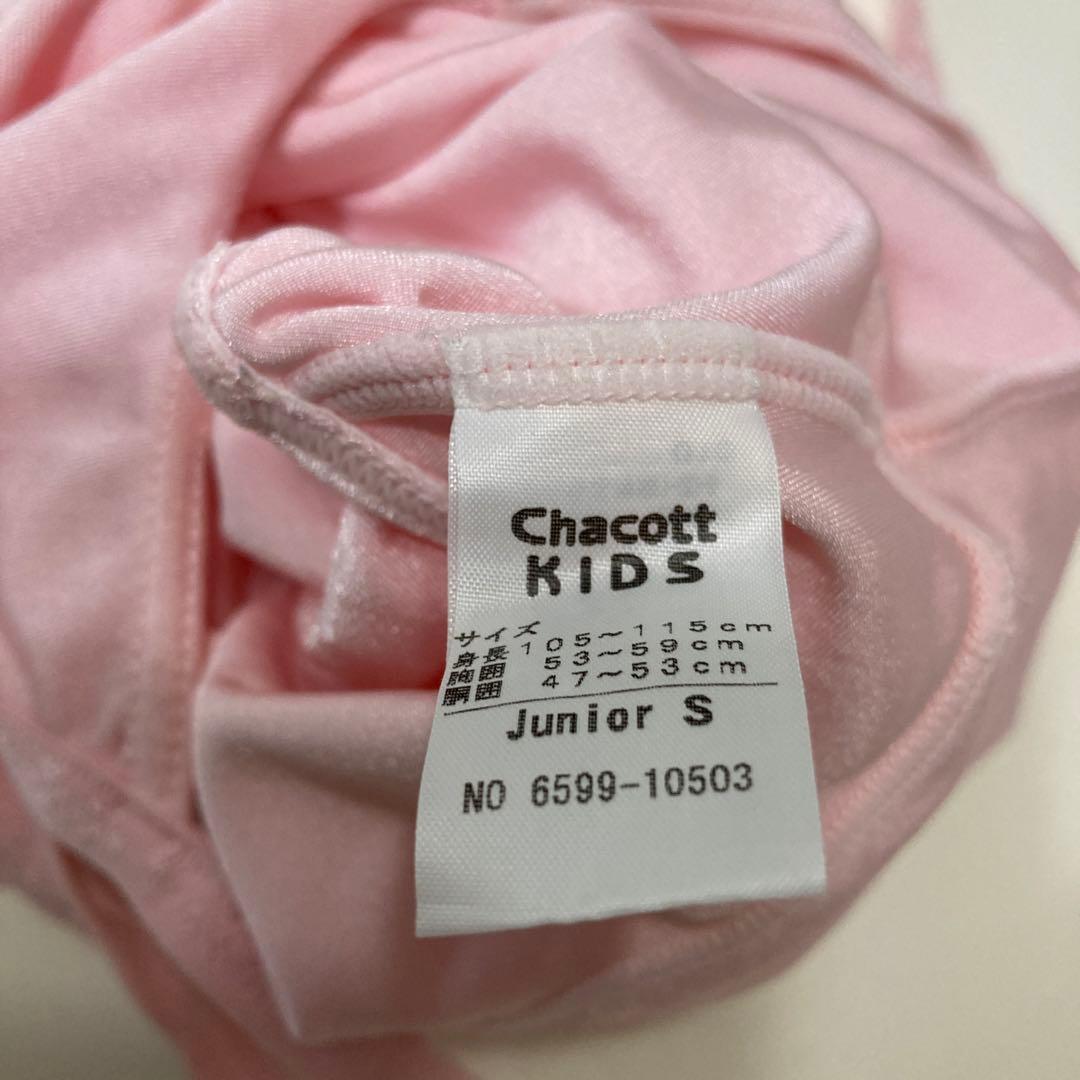 Chacott
KIDS
サイズ
身長 105〜115cm
胸囲 53〜59cm
胴囲 47〜53cm
Junior S
NO 6599-10503